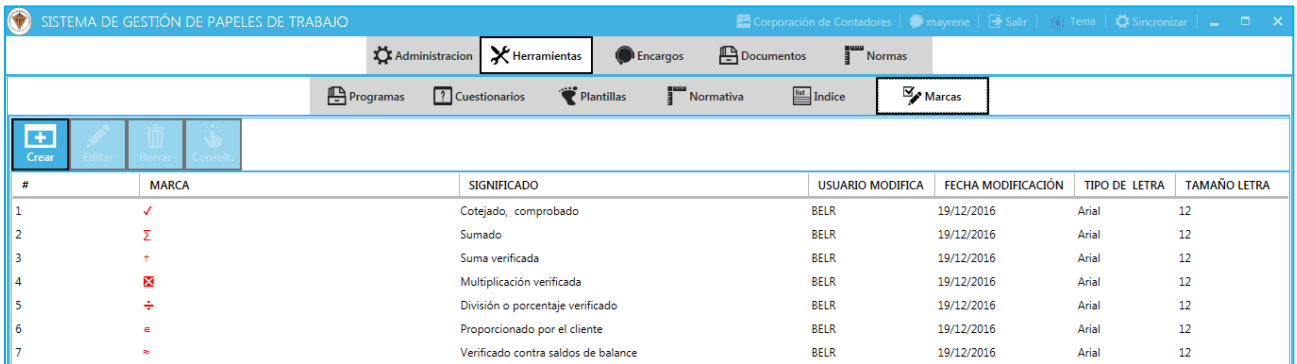 SISTEMA DE GESTIÓN DE PAPELES DE TRABAJO Corporación de Contadores mayrene Salir Tema Sincronizar
Administracion Herramientas Encargos Documentos Normas
Programas Cuestionarios Plantillas Normativa list Indice Marcas
Crear Editar Borrar Consulta
# MARCA SIGNIFICADO USUARIO MODIFICA FECHA MODIFICACIÓN TIPO DE LETRA TAMAÑO LETRA
1 ✓ Cotejado, comprobado BELR 19/12/2016 Arial 12
2 Σ Sumado BELR 19/12/2016 Arial 12
3 + Suma verificada BELR 19/12/2016 Arial 12
4 ☒ Multiplicación verificada BELR 19/12/2016 Arial 12
5 ÷ División o porcentaje verificado BELR 19/12/2016 Arial 12
6 ∊ Proporcionado por el cliente BELR 19/12/2016 Arial 12
7 ≈ Verificado contra saldos de balance BELR 19/12/2016 Arial 12